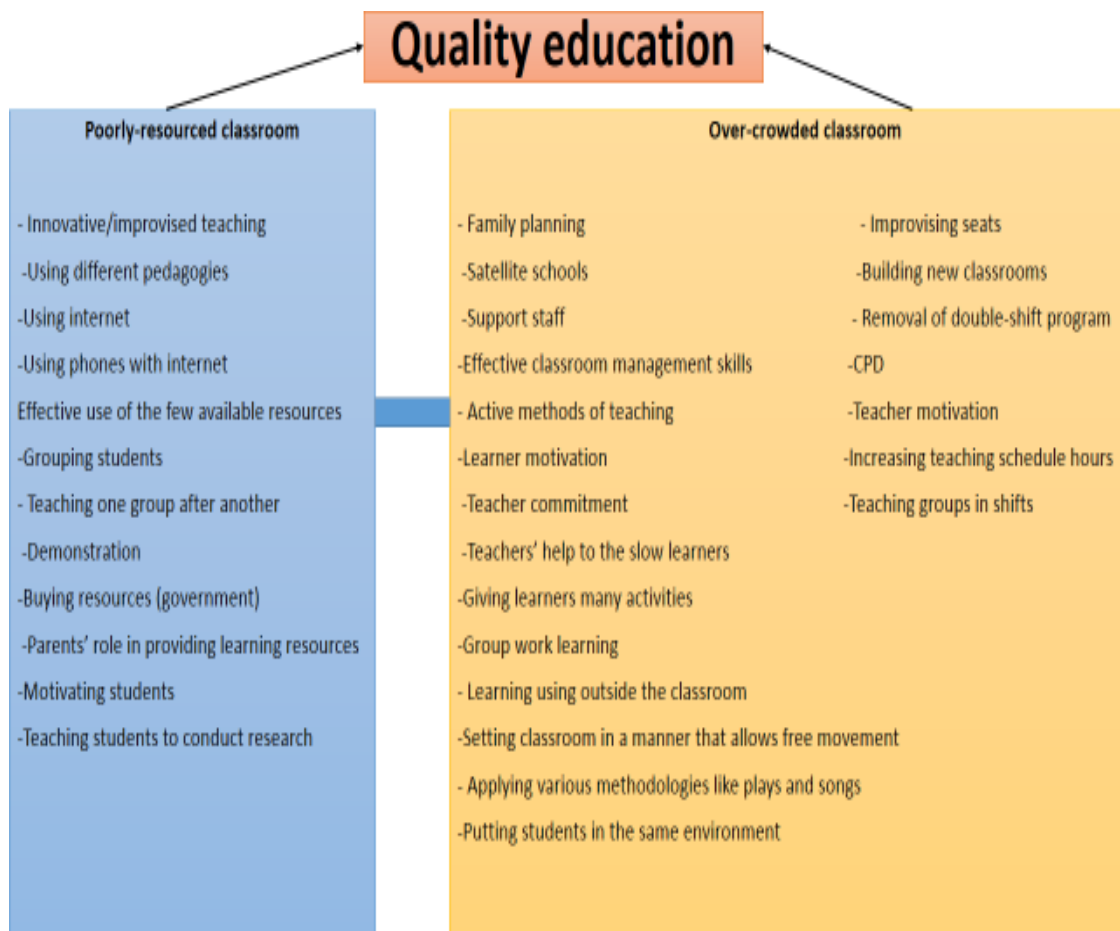 Quality education
Poorly-resourced classroom
- Innovative/improvised teaching
-Using different pedagogies
-Using internet
-Using phones with internet
Effective use of the few available resources
-Grouping students
- Teaching one group after another
-Demonstration
-Buying resources (government)
-Parents’ role in providing learning resources
-Motivating students
-Teaching students to conduct research
Over-crowded classroom
- Family planning
-Satellite schools
-Support staff
-Effective classroom management skills
- Active methods of teaching
-Learner motivation
-Teacher commitment
-Teachers’ help to the slow learners
-Giving learners many activities
-Group work learning
- Learning using outside the classroom
-Setting classroom in a manner that allows free movement
- Applying various methodologies like plays and songs
-Putting students in the same environment
- Improvising seats
-Building new classrooms
- Removal of double-shift program
-CPD
-Teacher motivation
-Increasing teaching schedule hours
-Teaching groups in shifts